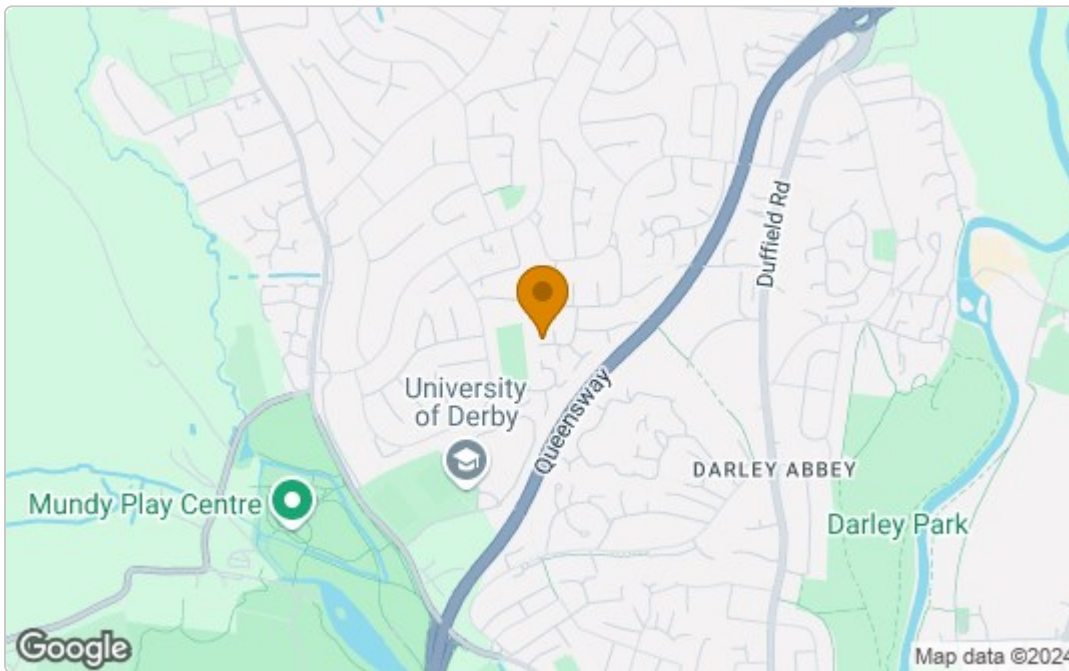 Duffield Rd
University
of Derby
Queensway
DARLEY ABBEY
Mundy Play Centre
Darley Park
Google
Map data ©2024